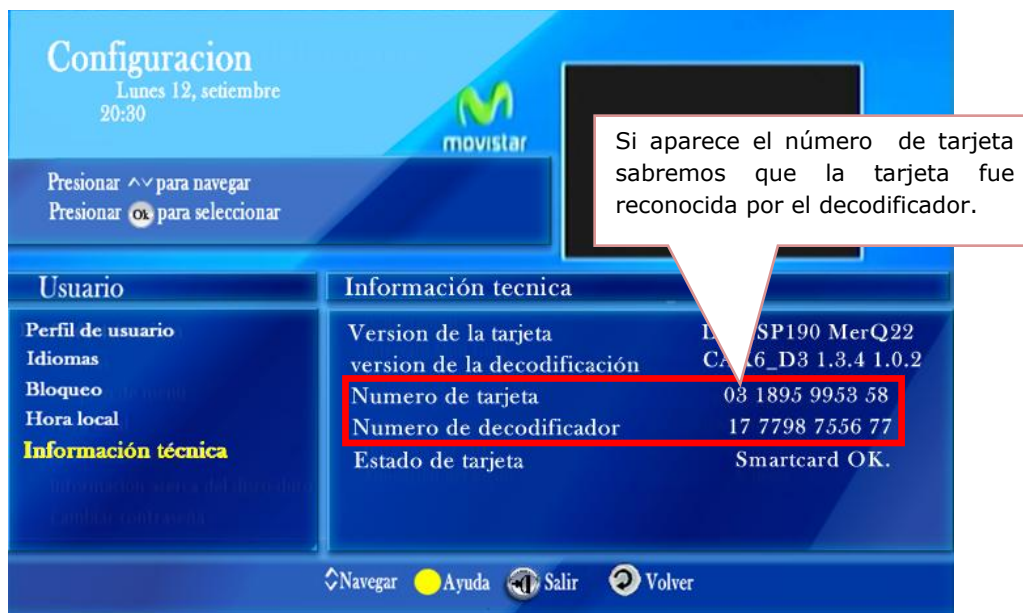 Configuracion
Lunes 12, setiembre
20:30
movistar
Presionar ^v para navegar
Presionar Ok para seleccionar
Si aparece el número de tarjeta
sabremos que la tarjeta fue
reconocida por el decodificador.
Usuario
Perfil de usuario
Idiomas
Bloqueo
Hora local
Información técnica
Información tecnica
Version de la tarjeta SP190 MerQ22
version de la decodificación 6_D3 1.3.4 1.0.2
Numero de tarjeta 03 1895 9953 58
Numero de decodificador 17 7798 7556 77
Estado de tarjeta Smartcard OK.
Navegar Ayuda Salir Volver